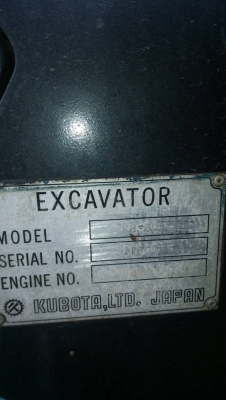 EXCAVATOR
MODEL
SERIAL NO.
ENGINE NO.
KUBOTA,LTD. JAPAN